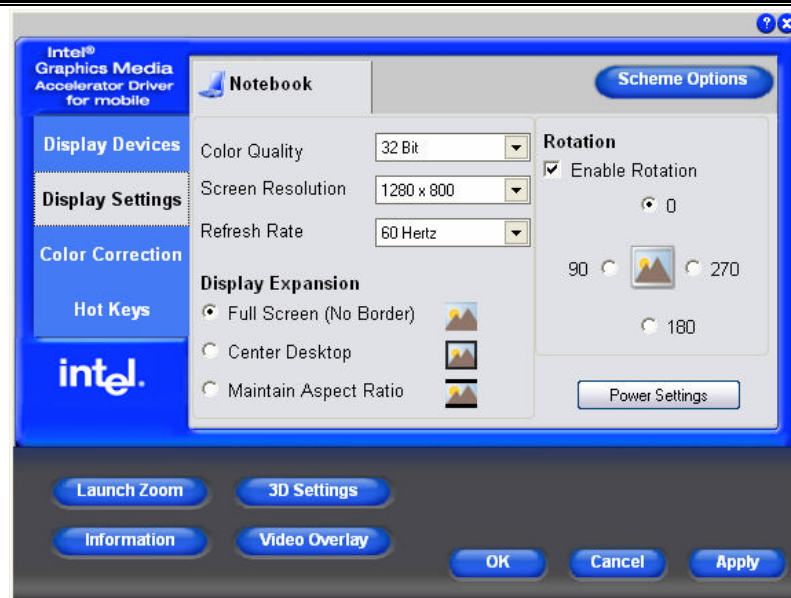 Intel®
Graphics Media
Accelerator Driver
for mobile
Notebook
Scheme Options
Display Devices
Display Settings
Color Correction
Hot Keys
intel.
Color Quality
32 Bit
Screen Resolution
1280 x 800
Refresh Rate
60 Hertz
Display Expansion
Full Screen (No Border)
Center Desktop
Maintain Aspect Ratio
Rotation
Enable Rotation
0
90
270
180
Power Settings
Launch Zoom
3D Settings
Information
Video Overlay
OK
Cancel
Apply